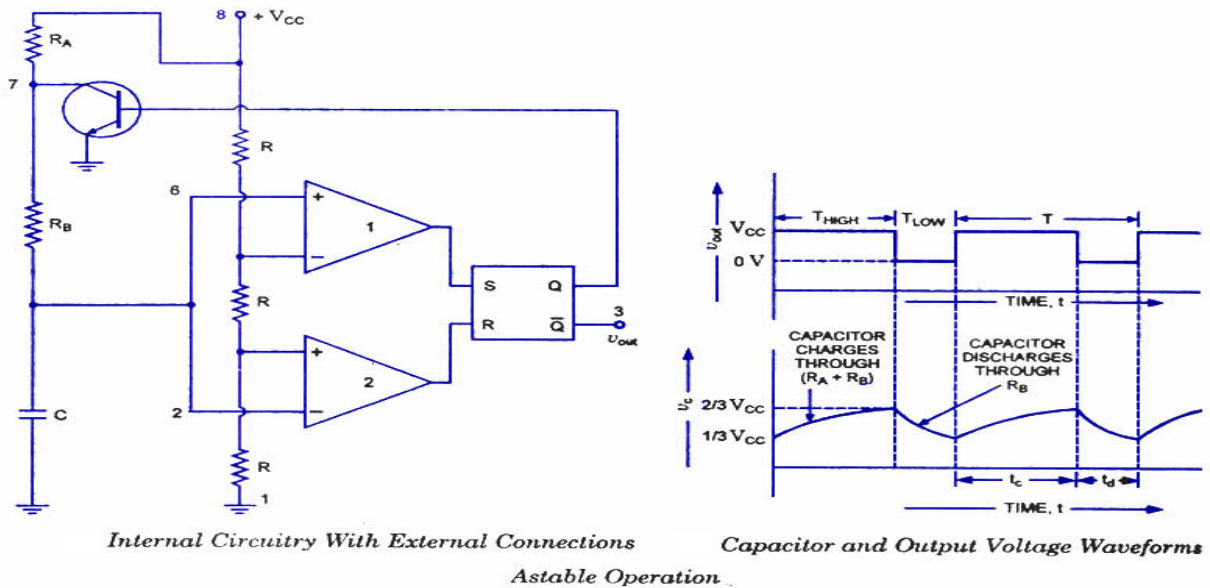 8 + VCC
RA
7
R
6
+
1
−
RB
R
S Q
R Q̅
3
vout
+
2
−
2
C
R
1
Internal Circuitry With External Connections
vout
VCC
0 V
THIGH
TLOW
T
TIME, t
CAPACITOR
CHARGES
THROUGH
(RA + RB)
CAPACITOR
DISCHARGES
THROUGH
RB
vc
2/3 VCC
1/3 VCC
tc
td
TIME, t
Capacitor and Output Voltage Waveforms
Astable Operation